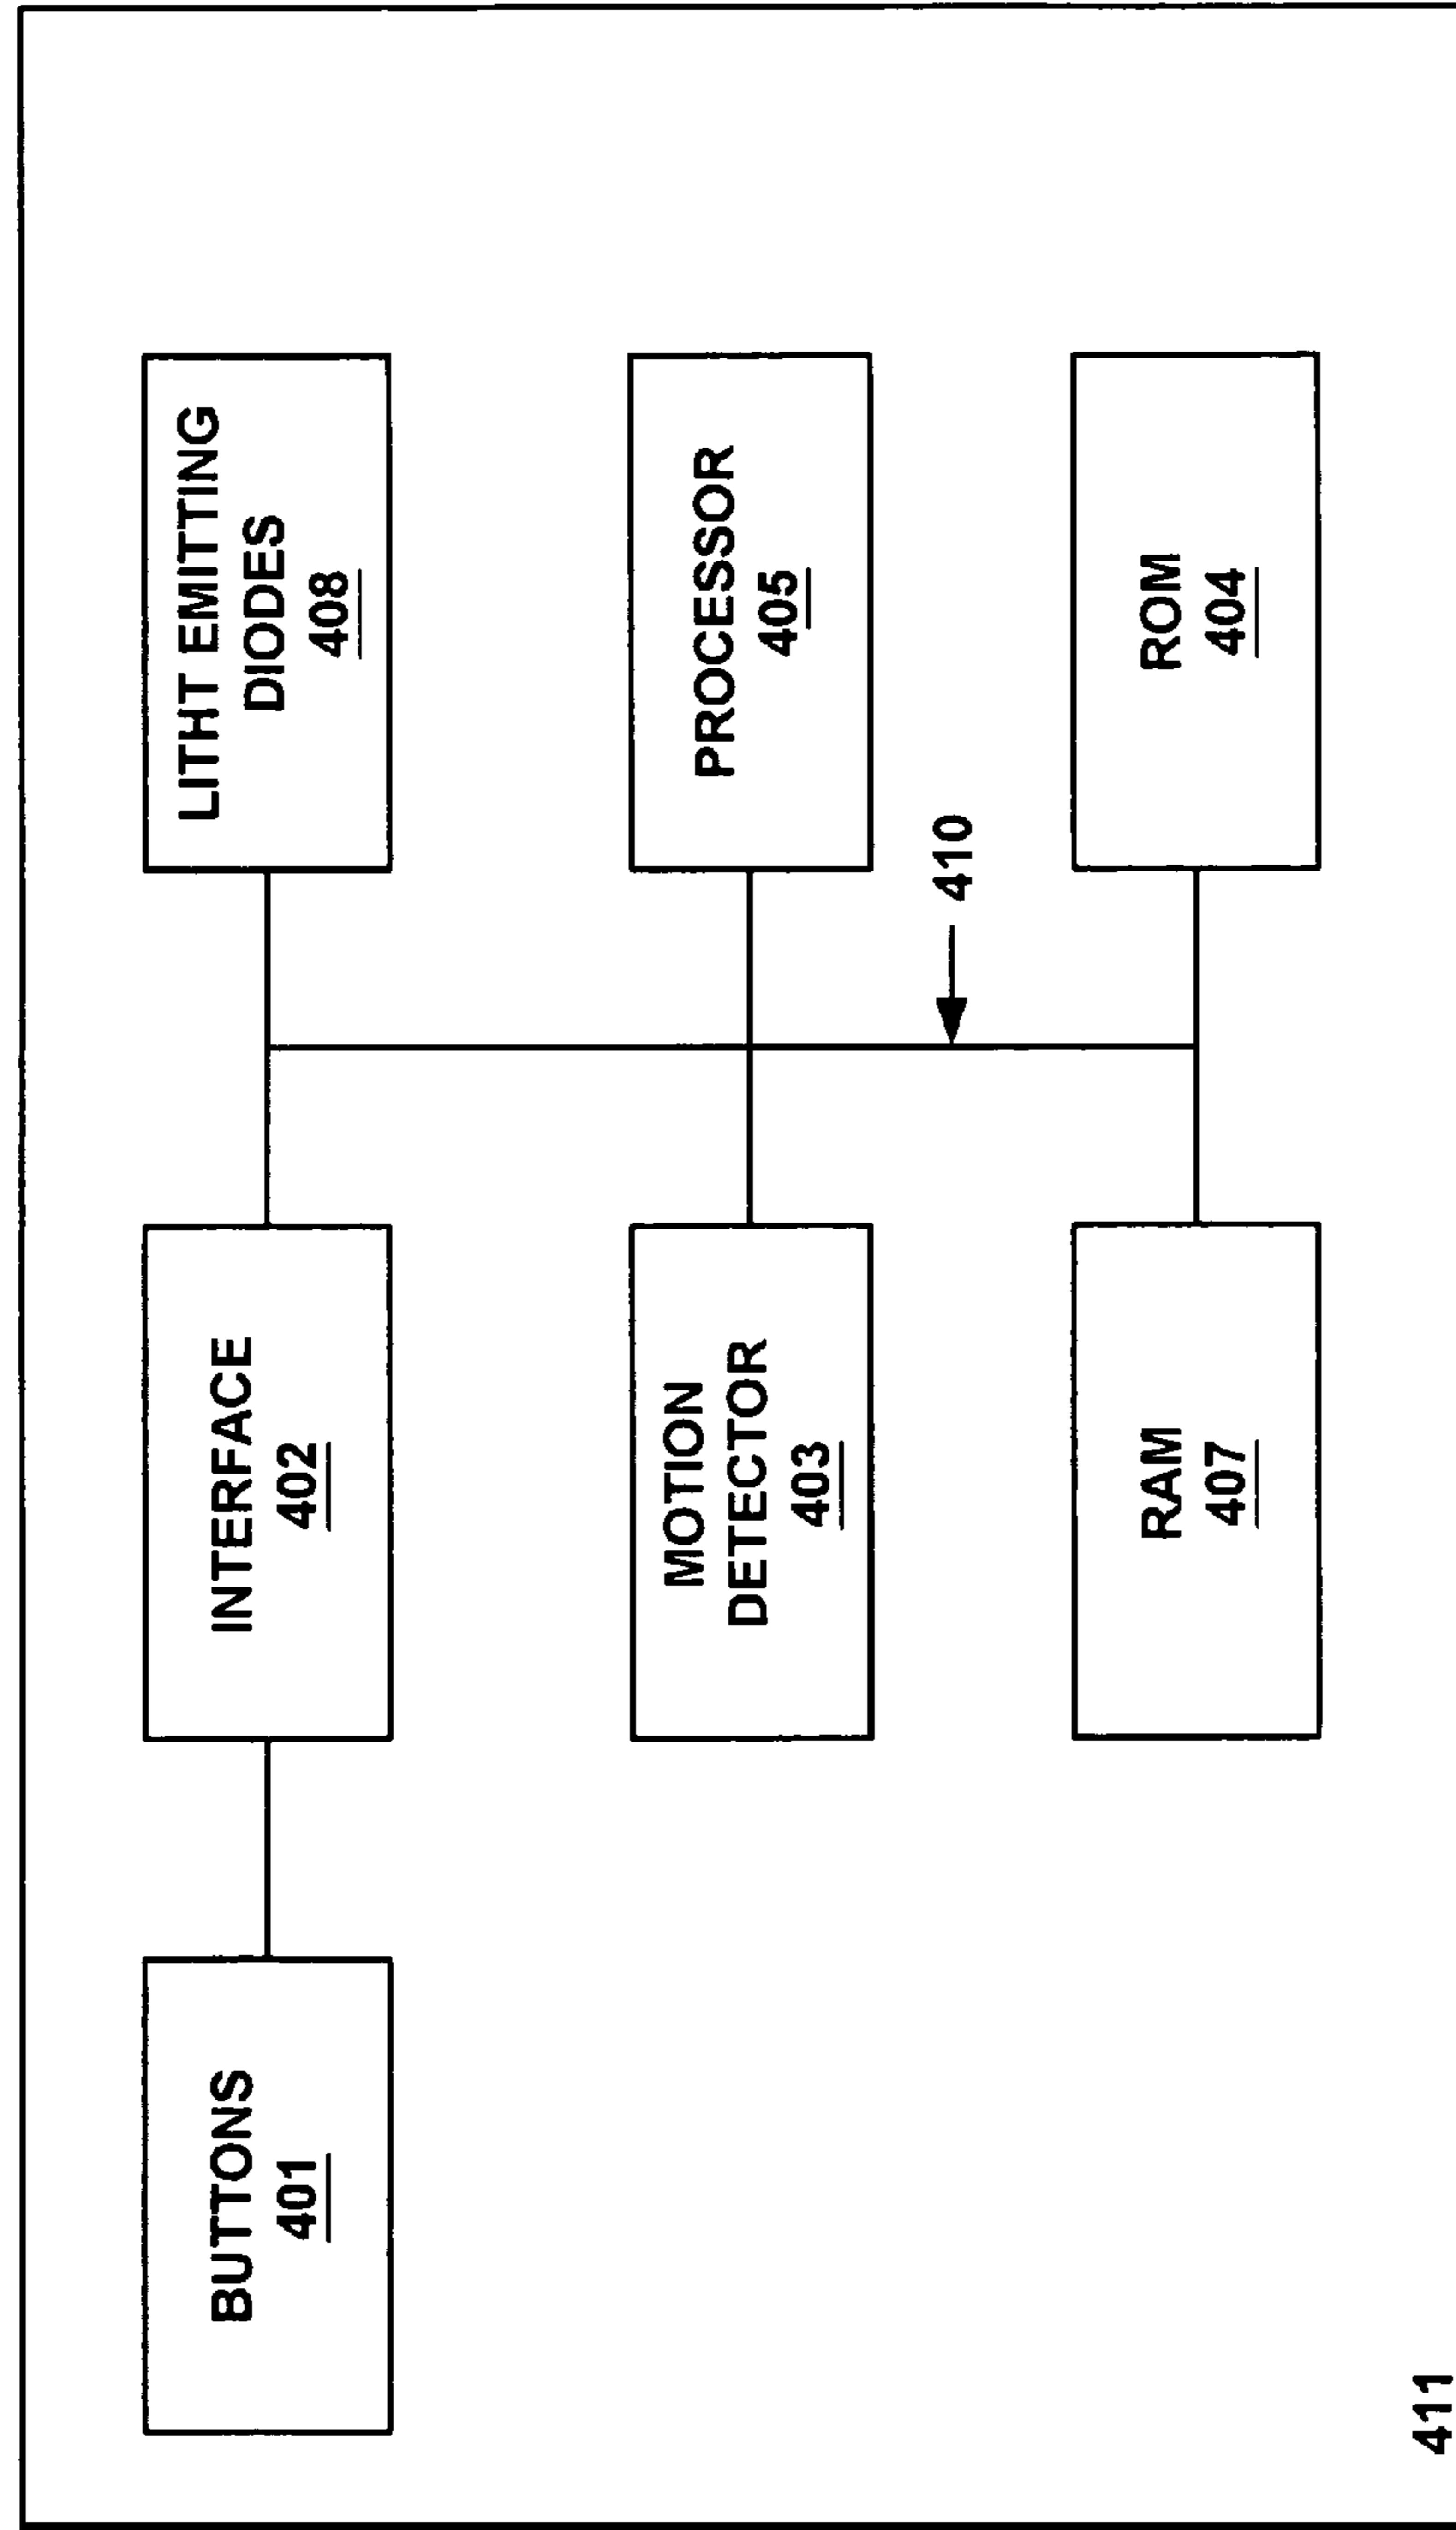 BUTTONS
401
INTERFACE
402
LITHT EMITTING
DIODES
408
MOTION
DETECTOR
403
PROCESSOR
405
410
RAM
407
ROM
404
411